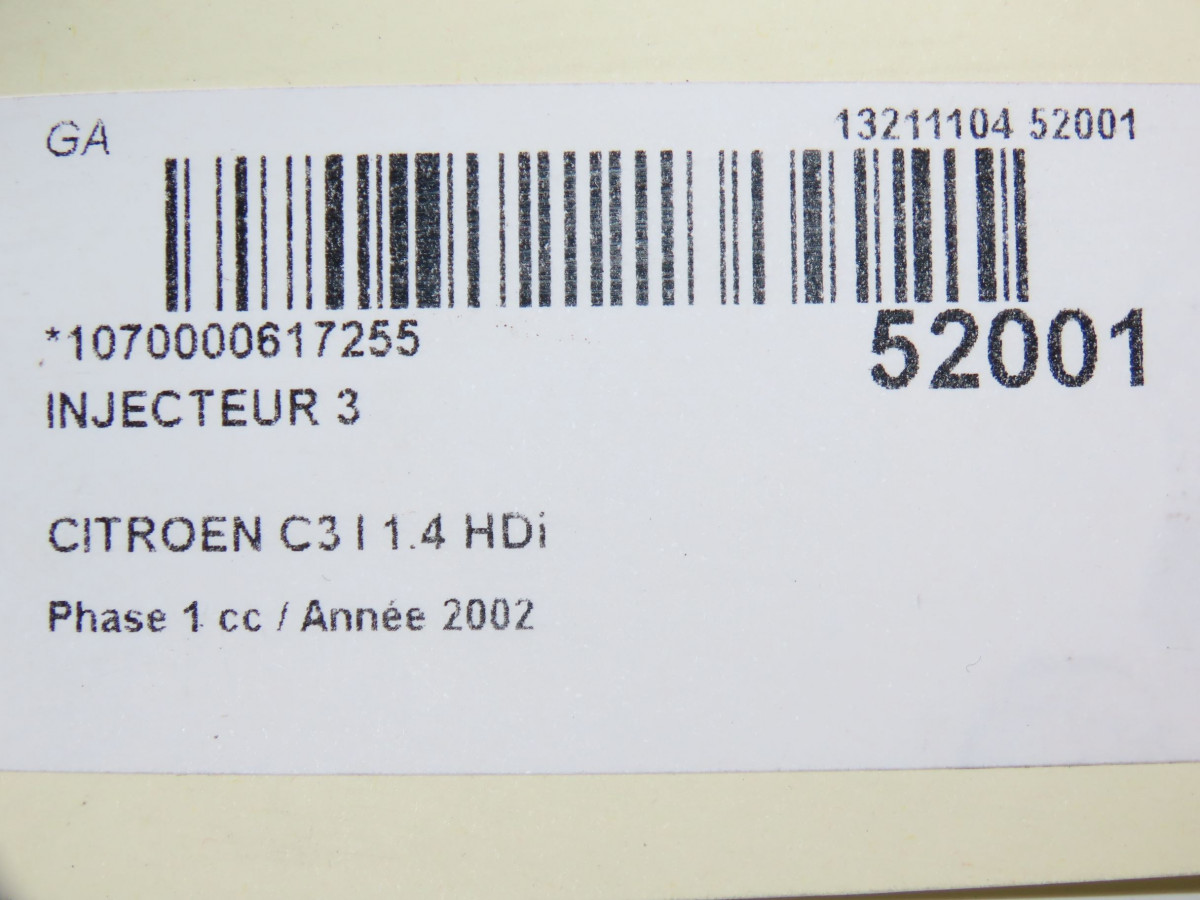 GA
13211104 52001
*1070000617255
52001
INJECTEUR 3
CITROEN C3 I 1.4 HDi
Phase 1 cc / Année 2002